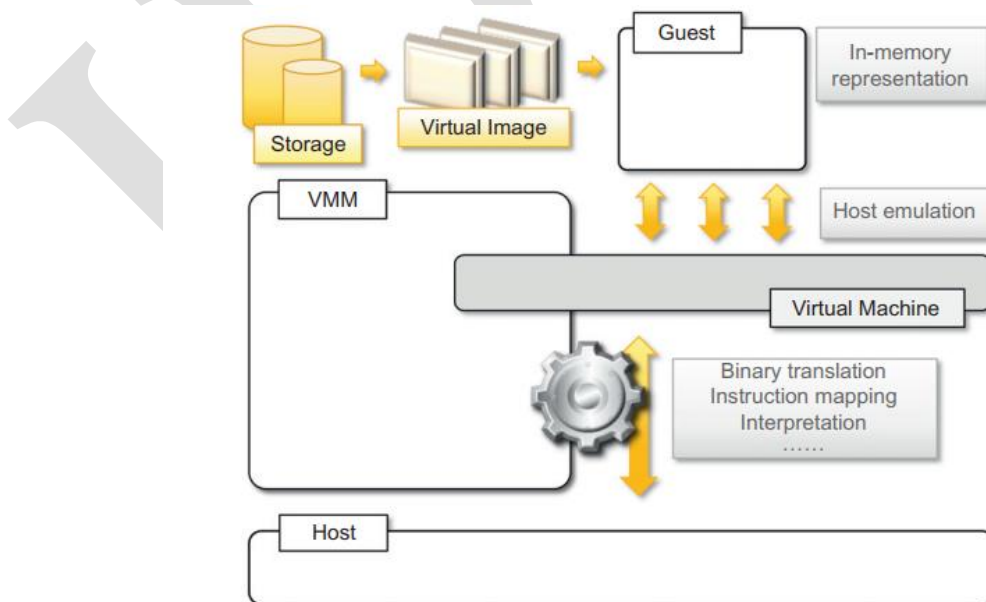 Guest
In-memory
representation
Storage
Virtual Image
VMM
Host emulation
Virtual Machine
Binary translation
Instruction mapping
Interpretation
......
Host